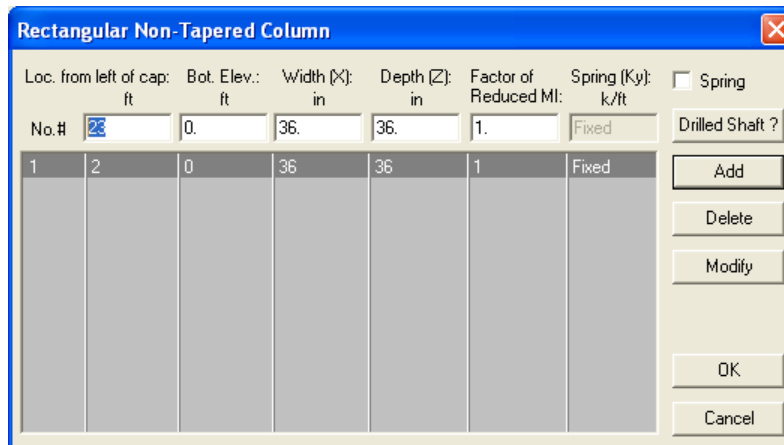 Rectangular Non-Tapered Column
Loc. from left of cap: Bot. Elev.: Width (X): Depth (Z): Factor of Reduced MI: Spring (Ky):
ft ft in in k/ft
Spring
No.# 23 0. 36. 36. 1. Fixed
Drilled Shaft ?
1 2 0 36 36 1 Fixed
Add
Delete
Modify
OK
Cancel